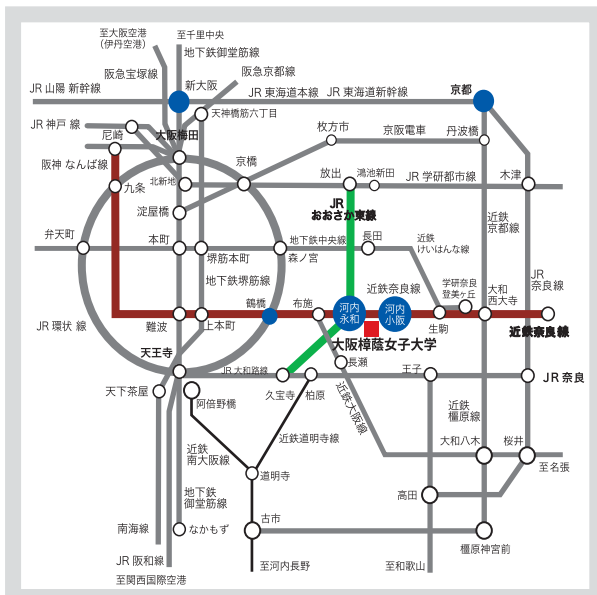 至大阪空港
（伊丹空港）
至千里中央
地下鉄御堂筋線
阪急宝塚線
阪急京都線
JR 山陽 新幹線
新大阪
JR 東海道本線
JR 東海道新幹線
京都
天神橋筋六丁目
JR 神戸 線
尼崎
大阪梅田
枚方市
京阪電車
丹波橋
阪神 なんば線
京橋
北新地
九条
放出
鴻池新田
JR 学研都市線
木津
淀屋橋
JR
おおさか東線
近鉄
京都線
弁天町
本町
堺筋本町
地下鉄中央線
森ノ宮
長田
近鉄
けいはんな線
地下鉄堺筋線
JR
奈良線
鶴橋
布施
河内
永和
近鉄奈良線
河内
小阪
学研奈良
登美ヶ丘
大和
西大寺
JR 環状 線
難波
上本町
生駒
近鉄奈良線
大阪樟蔭女子大学
天王寺
長瀬
JR 大和路線
王子
JR 奈良
天下茶屋
阿倍野橋
久宝寺
柏原
近鉄大阪線
近鉄
橿原線
近鉄
南大阪線
近鉄道明寺線
大和八木
桜井
至名張
道明寺
地下鉄
御堂筋線
高田
南海線
なかもず
古市
橿原神宮前
JR 阪和線
至河内長野
至和歌山
至関西国際空港